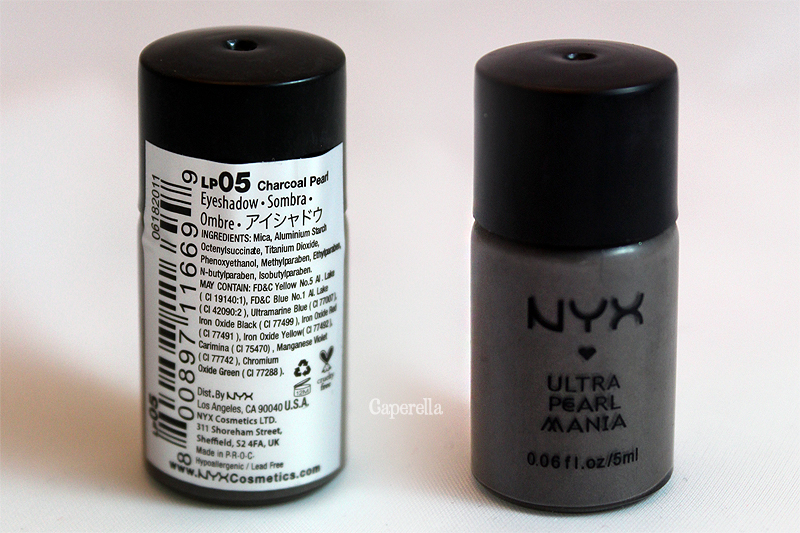 LP05 Charcoal Pearl
Eyeshadow • Sombra •
Ombre • アイシャドウ
INGREDIENTS: Mica, Aluminium Starch
Octenylsuccinate, Titanium Dioxide,
Phenoxyethanol, Methylparaben, Ethylparaben,
N-butylparaben, Isobutylparaben.
MAY CONTAIN: FD&C Yellow No.5 Al. Lake
( CI 19140:1), FD&C Blue No.1 Al. Lake
( CI 42090:2 ), Ultramarine Blue ( CI 77007 ),
Iron Oxide Black ( CI 77499 ), Iron Oxide Red
( CI 77491 ), Iron Oxide Yellow( CI 77492 ),
Carimina ( CI 75470 ), Manganese Violet
( CI 77742 ), Chromium
Oxide Green ( CI 77288 ).
12M
cruelty
free
Dist. By NYX
Los Angeles, CA 90040 U.S.A.
NYX Cosmetics LTD.
311 Shoreham Street,
Sheffield, S2 4FA, UK
Made in P-R-O-C-
Hypoallergenic / Lead Free
www.NYXCosmetics.com
06182011
8 00897 11669 9
LP05
Caperella
NYX
ULTRA
PEARL
MANIA
0.06 fl.oz/5ml